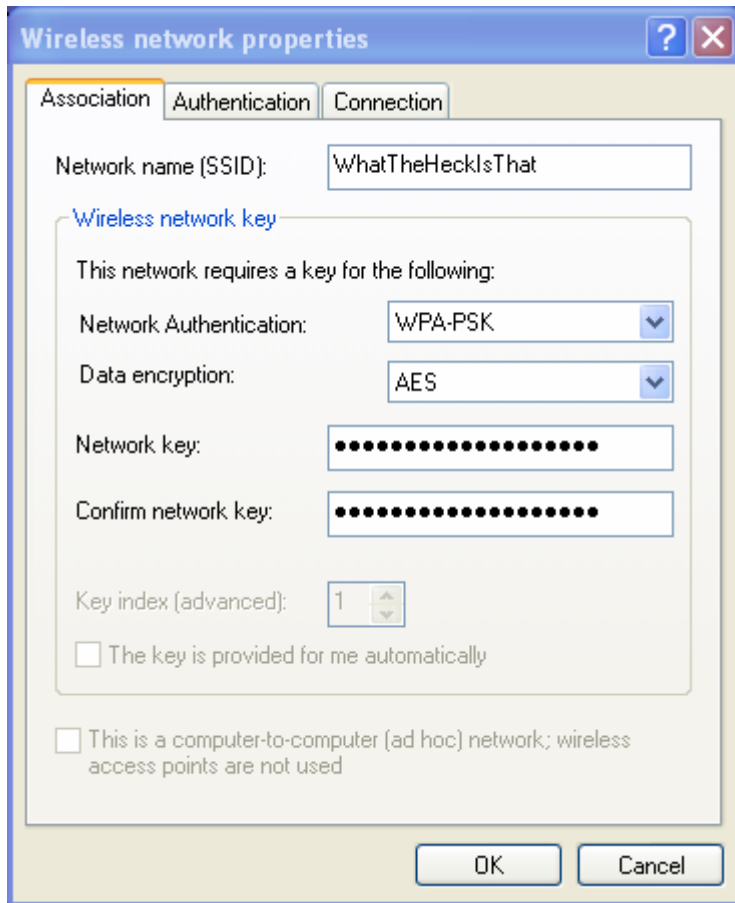 Wireless network properties
Association Authentication Connection
Network name (SSID): WhatTheHeckIsThat
Wireless network key
This network requires a key for the following:
Network Authentication: WPA-PSK
Data encryption: AES
Network key: ●●●●●●●●●●●●●●●●●●●
Confirm network key: ●●●●●●●●●●●●●●●●●●●
Key index (advanced): 1
The key is provided for me automatically
This is a computer-to-computer (ad hoc) network; wireless
access points are not used
OK Cancel